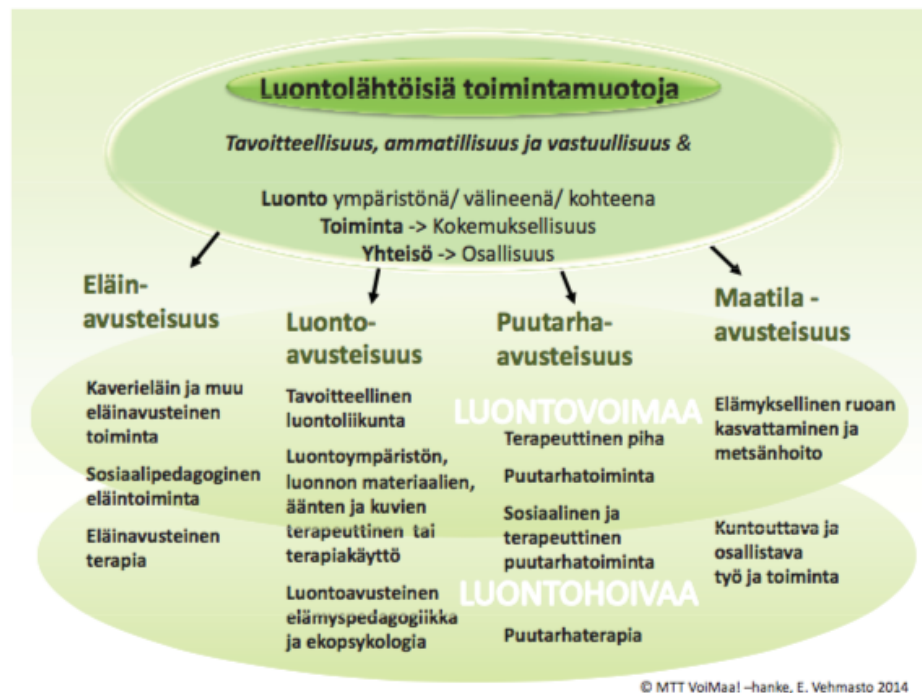 Luontolähtöisiä toimintamuotoja
Tavoitteellisuus, ammatillisuus ja vastuullisuus &
Luonto ympäristönä/ välineenä/ kohteena
Toiminta -> Kokemuksellisuus
Yhteisö -> Osallisuus
Eläin-
avusteisuus
Kaverieläin ja muu
eläinavusteinen
toiminta
Sosiaalipedagoginen
eläintoiminta
Eläinavusteinen
terapia
Luonto-
avusteisuus
Tavoitteellinen
luontoliikunta
Luontoympäristön,
luonnon materiaalien,
äänten ja kuvien
terapeuttinen tai
terapiakäyttö
Luontoavusteinen
elämyspedagogiikka
ja ekopsykologia
Puutarha-
avusteisuus
LUONTOVOIMAA
Terapeuttinen piha
Puutarhatoiminta
Sosiaalinen ja
terapeuttinen
puutarhatoiminta
LUONTOHOIVAA
Puutarhaterapia
Maatila -
avusteisuus
Elämyksellinen ruoan
kasvattaminen ja
metsänhoito
Kuntouttava ja
osallistava
työ ja toiminta
© MTT VoiMaa! –hanke, E. Vehmasto 2014